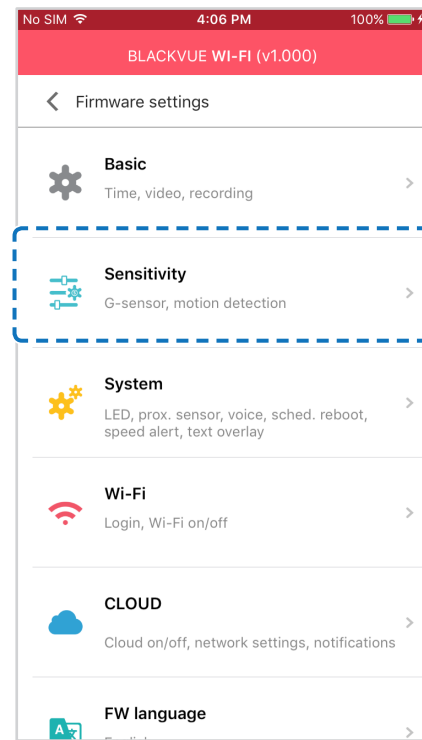 No SIM 4:06 PM 100%
BLACKVUE WI-FI (v1.000)
Firmware settings
Basic
Time, video, recording
Sensitivity
G-sensor, motion detection
System
LED, prox. sensor, voice, sched. reboot,
speed alert, text overlay
Wi-Fi
Login, Wi-Fi on/off
CLOUD
Cloud on/off, network settings, notifications
FW language
A